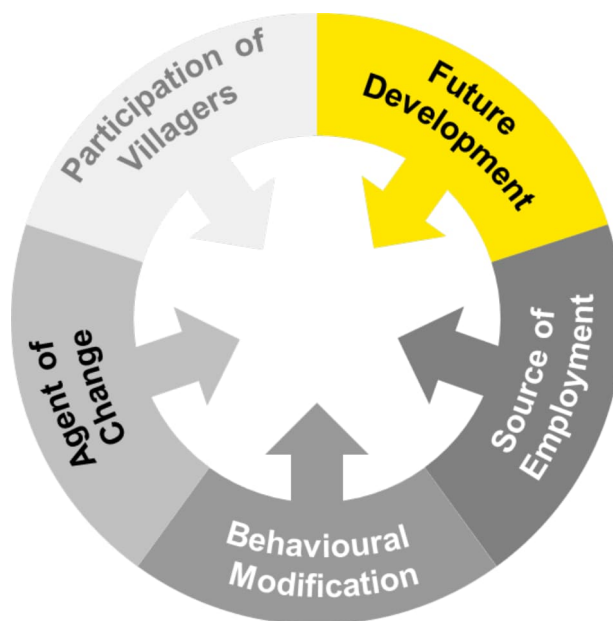 Participation of
Villagers
Future
Development
Source of
Employment
Behavioural
Modification
Agent of
Change